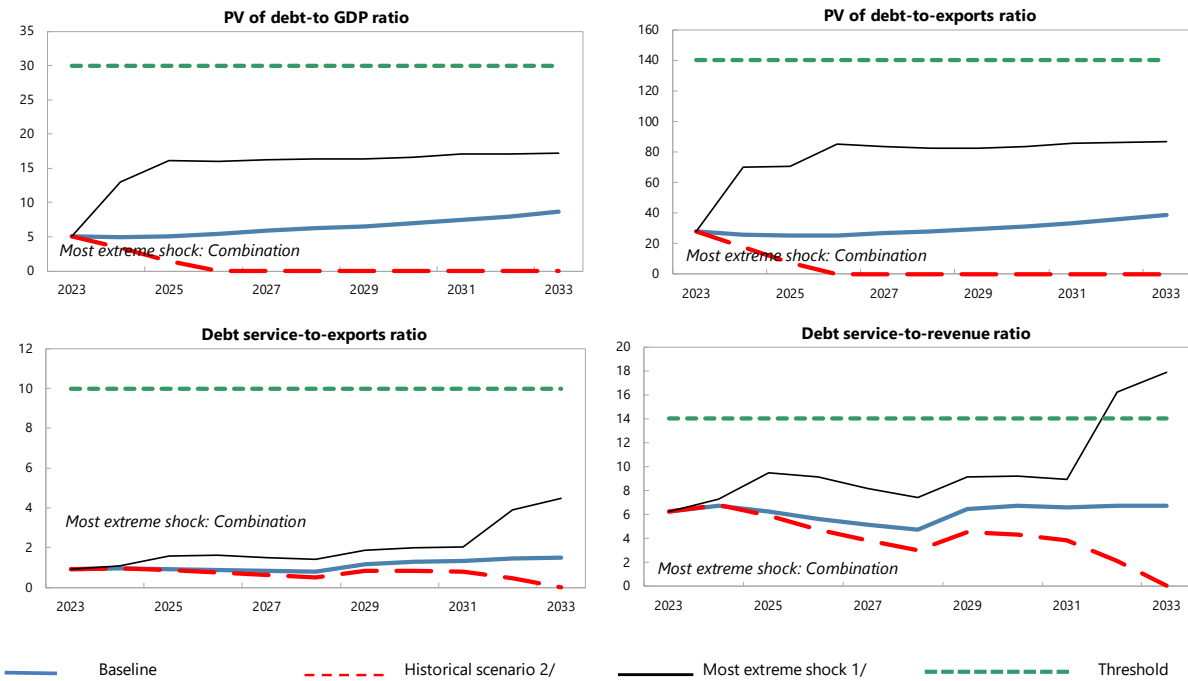 PV of debt-to GDP ratio
35
30
25
20
15
10
5
0
Most extreme shock: Combination
2023 2025 2027 2029 2031 2033
PV of debt-to-exports ratio
160
140
120
100
80
60
40
20
0
Most extreme shock: Combination
2023 2025 2027 2029 2031 2033
Debt service-to-exports ratio
12
10
8
6
4
2
0
Most extreme shock: Combination
2023 2025 2027 2029 2031 2033
Debt service-to-revenue ratio
20
18
16
14
12
10
8
6
4
2
0
Most extreme shock: Combination
2023 2025 2027 2029 2031 2033
Baseline Historical scenario 2/ Most extreme shock 1/ Threshold